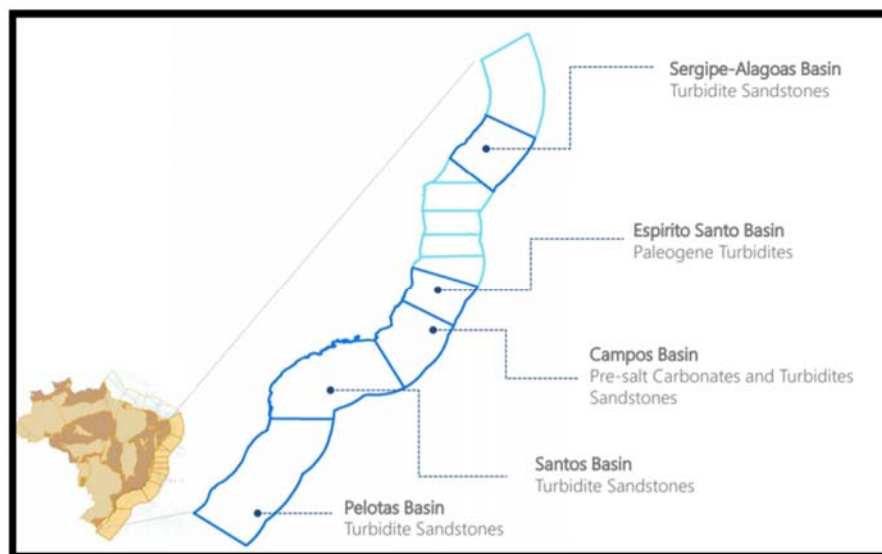 Sergipe-Alagoas Basin
Turbidite Sandstones
Espirito Santo Basin
Paleogene Turbidites
Campos Basin
Pre-salt Carbonates and Turbidites
Sandstones
Santos Basin
Turbidite Sandstones
Pelotas Basin
Turbidite Sandstones